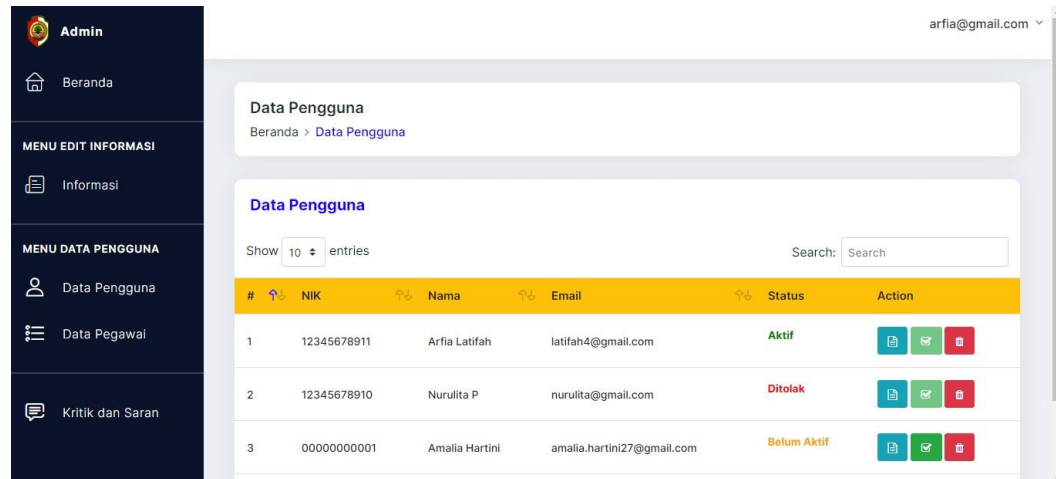 Admin
arfia@gmail.com
Beranda
MENU EDIT INFORMASI
Informasi
MENU DATA PENGGUNA
Data Pengguna
Data Pegawai
Kritik dan Saran
Data Pengguna
Beranda > Data Pengguna
Data Pengguna
Show 10 entries
Search: Search
# NIK Nama Email Status Action
1 12345678911 Arfia Latifah latifah4@gmail.com Aktif
2 12345678910 Nurulita P nurulita@gmail.com Ditolak
3 00000000001 Amalia Hartini amalia.hartini27@gmail.com Belum Aktif